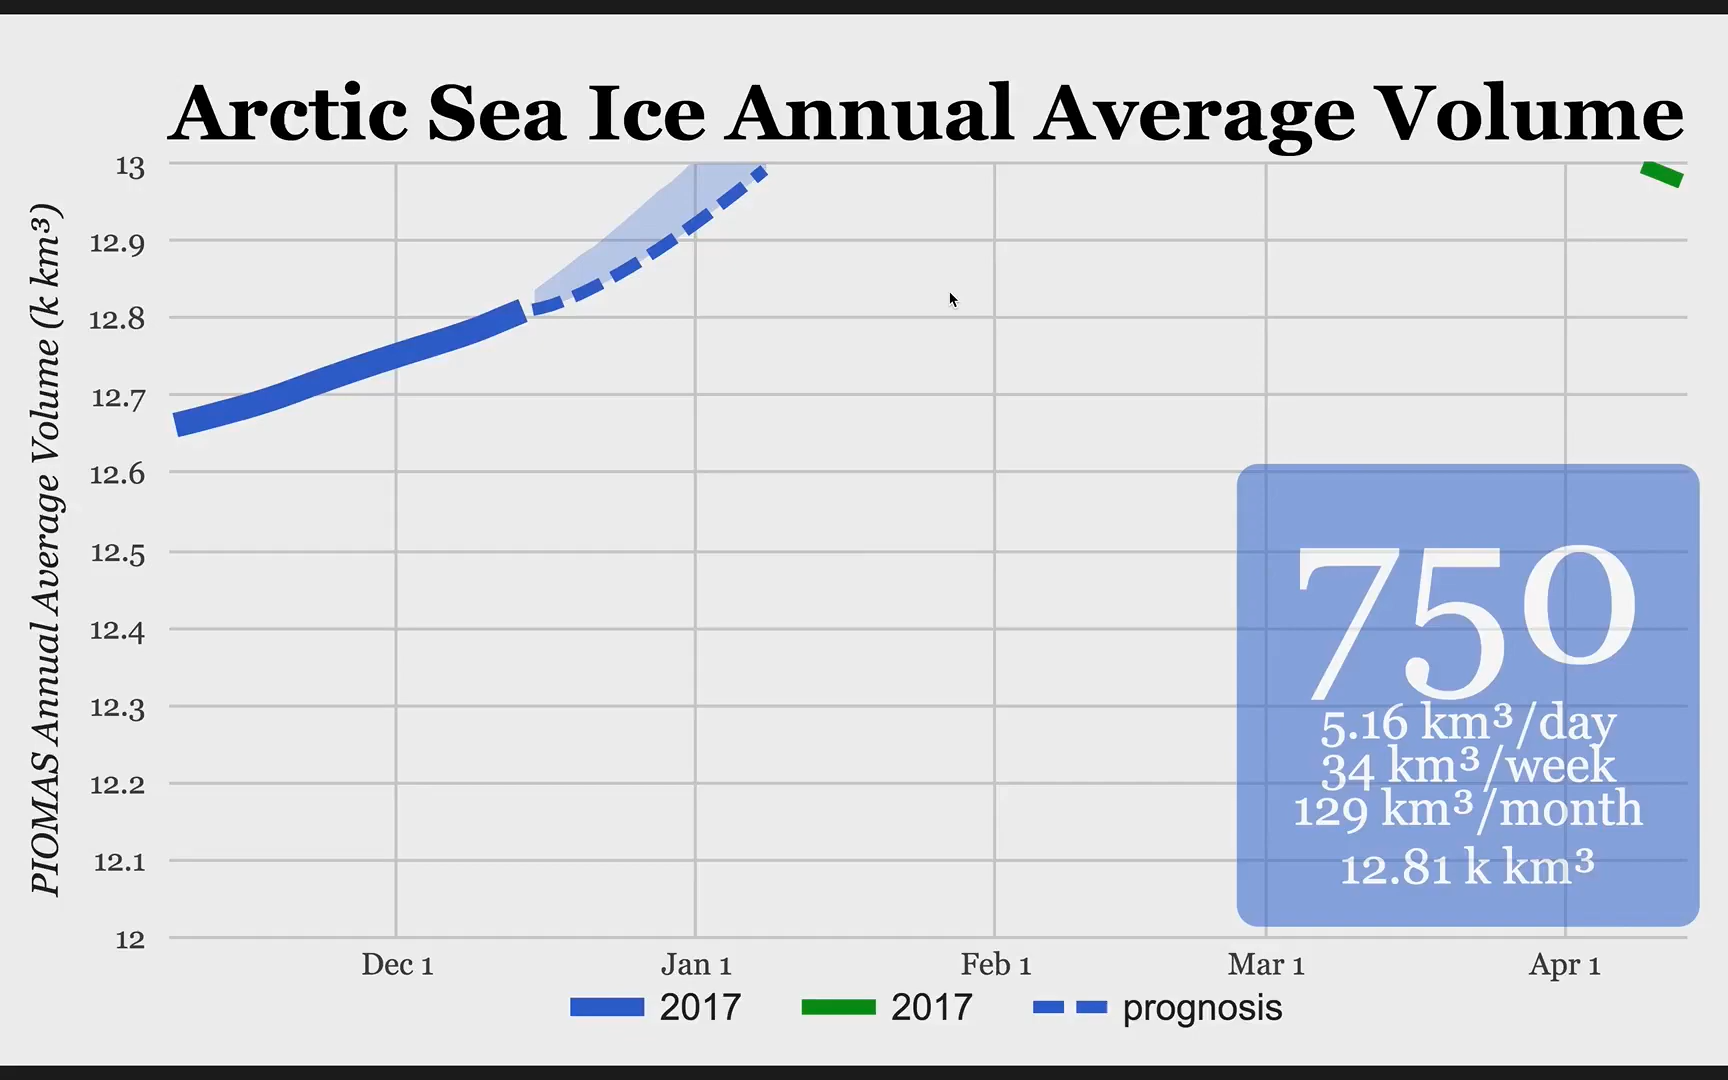 Arctic Sea Ice Annual Average Volume
PIOMAS Annual Average Volume (k km³)
13
12.9
12.8
12.7
12.6
12.5
12.4
12.3
12.2
12.1
12
Dec 1
Jan 1
Feb 1
Mar 1
Apr 1
750
5.16 km³/day
34 km³/week
129 km³/month
12.81 k km³
2017
2017
prognosis